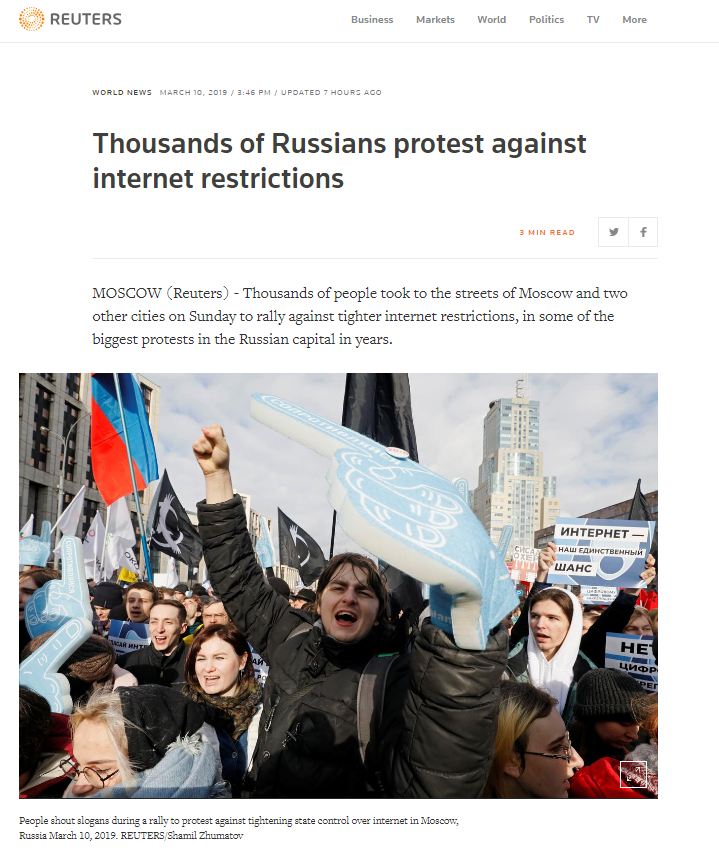 REUTERS
Business Markets World Politics TV More
WORLD NEWS MARCH 10, 2019 / 3:46 PM / UPDATED 7 HOURS AGO
Thousands of Russians protest against
internet restrictions
3 MIN READ
MOSCOW (Reuters) - Thousands of people took to the streets of Moscow and two
other cities on Sunday to rally against tighter internet restrictions, in some of the
biggest protests in the Russian capital in years.
ИНТЕРНЕТ —
НАШ ЕДИНСТВЕННЫЙ
ШАНС
НЕТ
ЦИФР
People shout slogans during a rally to protest against tightening state control over internet in Moscow,
Russia March 10, 2019. REUTERS/Shamil Zhumatov